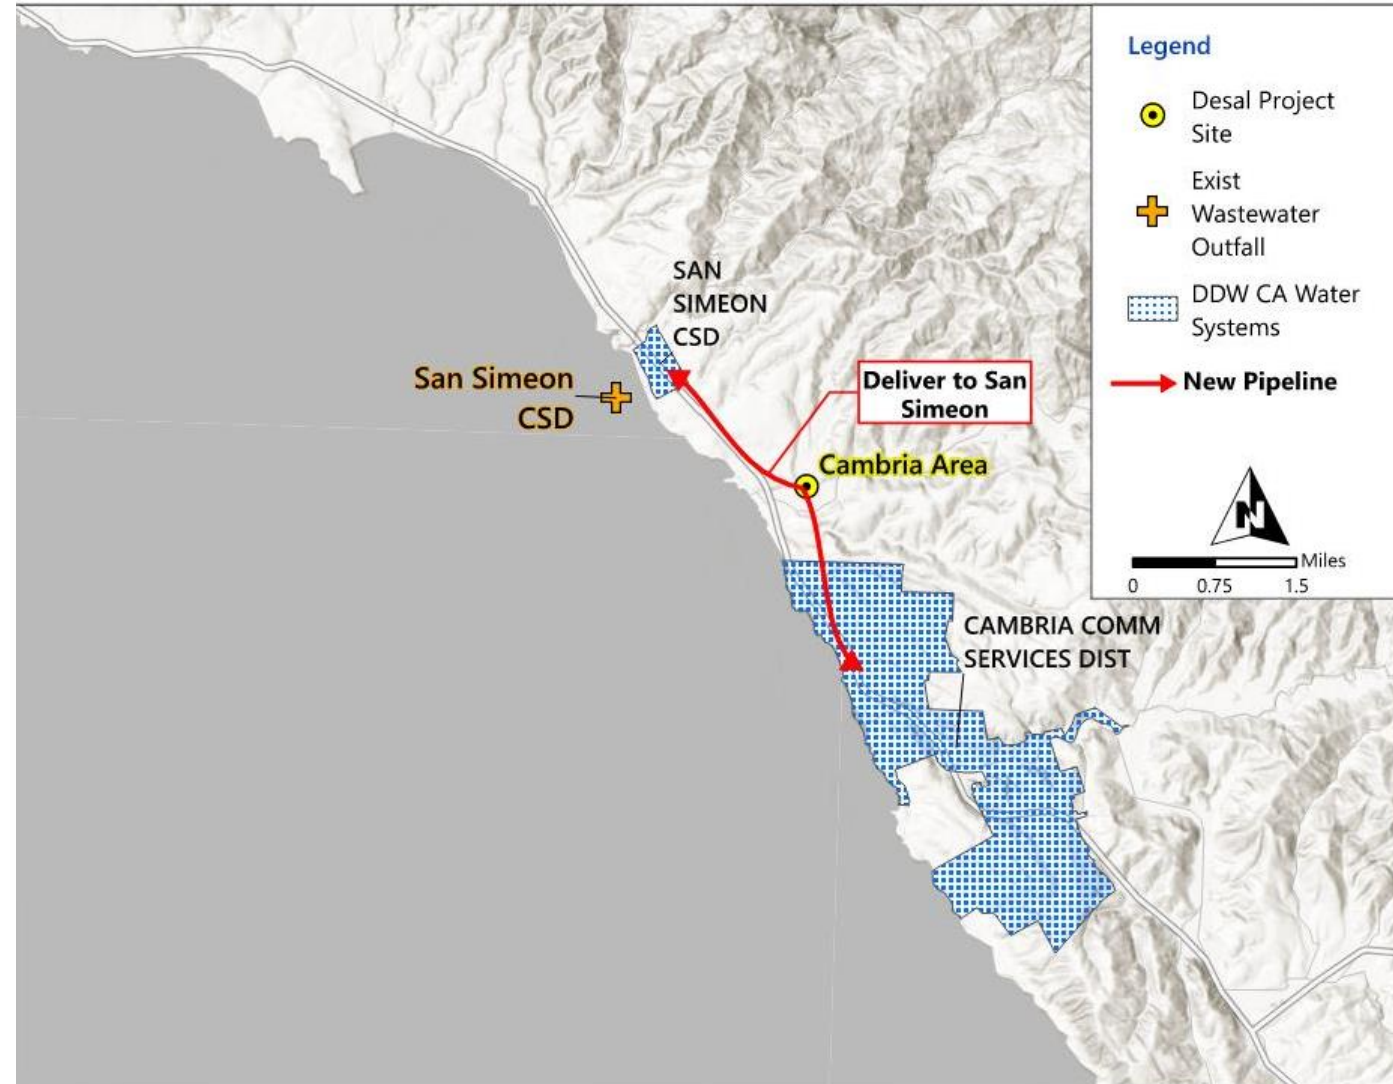 Legend
Desal Project
Site
Exist
Wastewater
Outfall
DDW CA Water
Systems
New Pipeline
N
Miles
0 0.75 1.5
SAN
SIMEON
CSD
San Simeon
CSD
Deliver to San
Simeon
Cambria Area
CAMBRIA COMM
SERVICES DIST